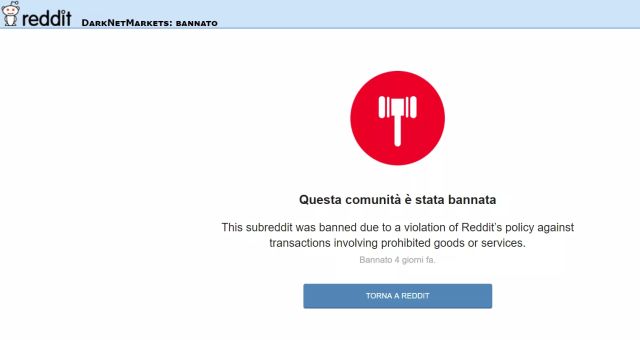 reddit DarkNetMarkets: bannato
Questa comunità è stata bannata
This subreddit was banned due to a violation of Reddit's policy against
transactions involving prohibited goods or services.
Bannato 4 giorni fa.
TORNA A REDDIT